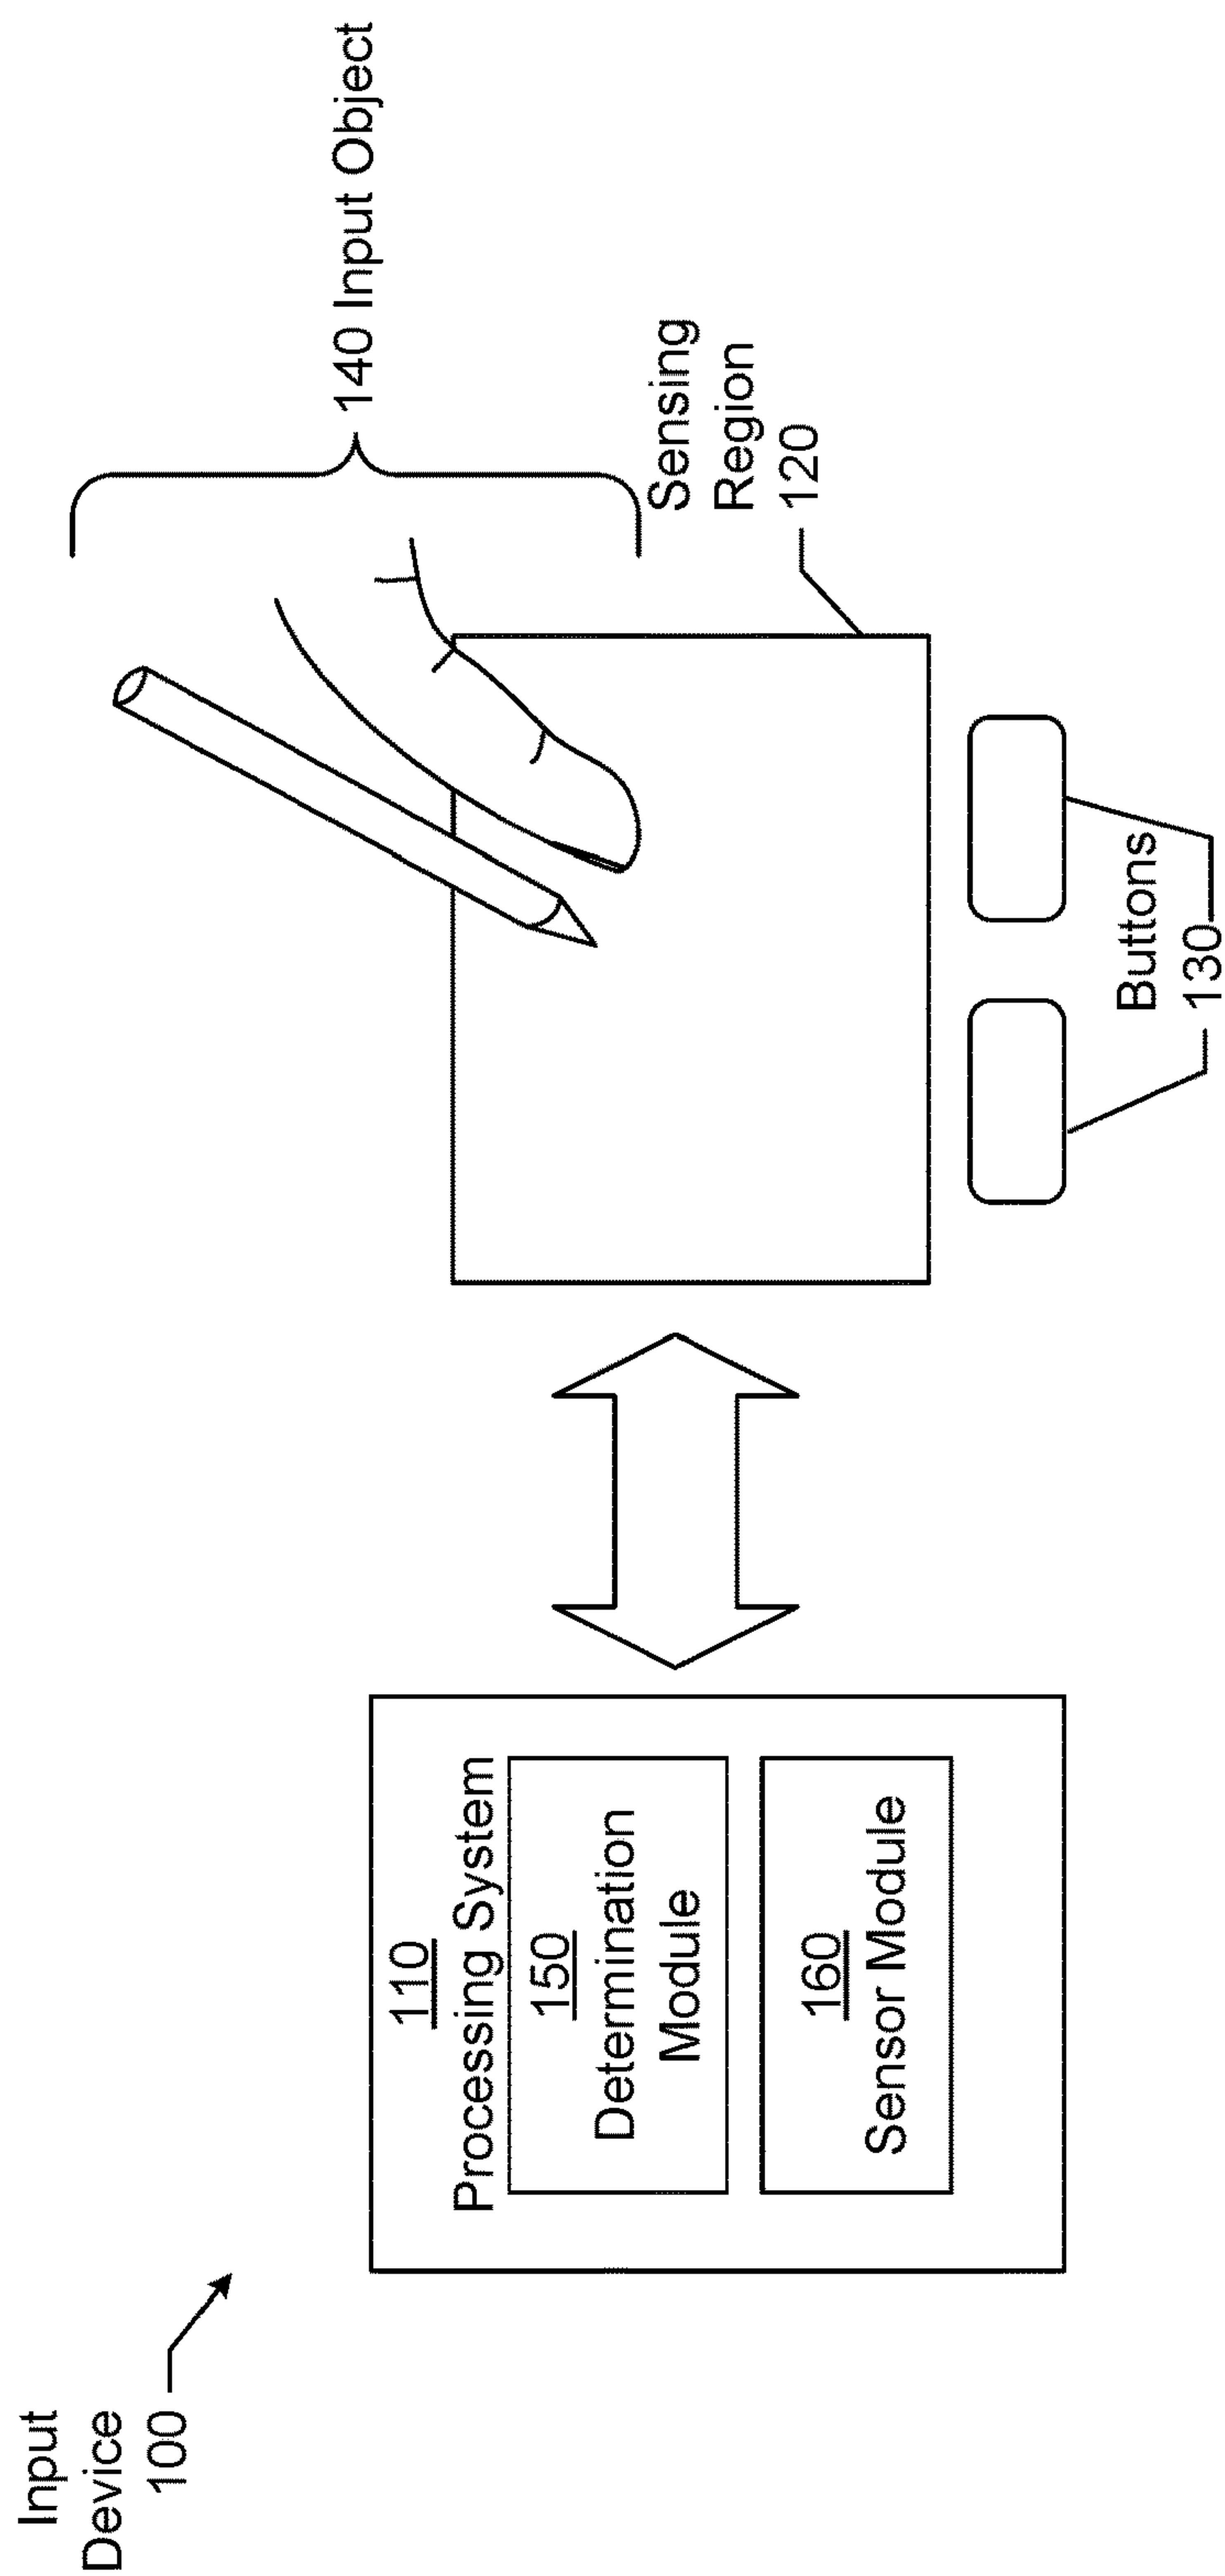 Input
Device
100
110
Processing System
150
Determination
Module
160
Sensor Module
140 Input Object
Sensing
Region
120
Buttons
130